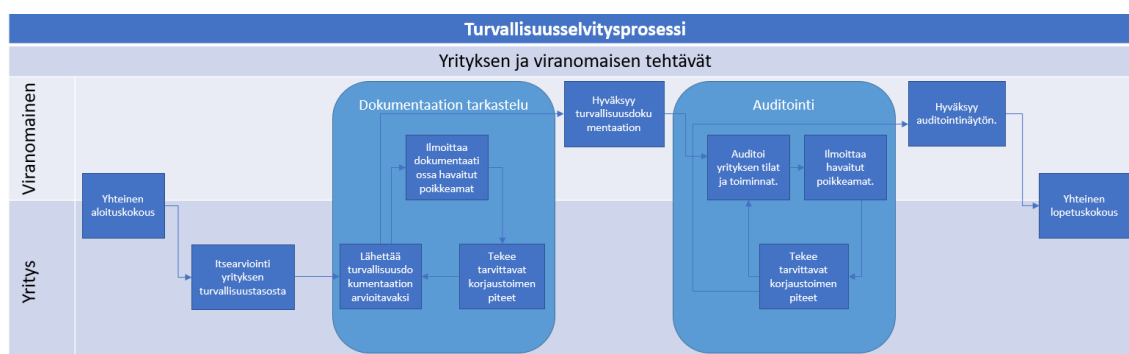 Turvallisuusselvitysprosessi
Yrityksen ja viranomaisen tehtävät
Viranomainen
Yritys
Yhteinen
aloituskokous
Itsearviointi
yrityksen
turvallisuustasosta
Dokumentaation tarkastelu
Ilmoittaa
dokumentaati
ossa havaitut
poikkeamat
Lähettää
turvallisuusdo
kumentaation
arvioitavaksi
Tekee
tarvittavat
korjaustoimen
piteet
Hyväksyy
turvallisuusdoku
mentaation
Auditointi
Auditoi
yrityksen tilat
ja toiminnat.
Ilmoittaa
havaitut
poikkeamat.
Tekee
tarvittavat
korjaustoimen
piteet
Hyväksyy
auditointinäytön.
Yhteinen
lopetuskokous